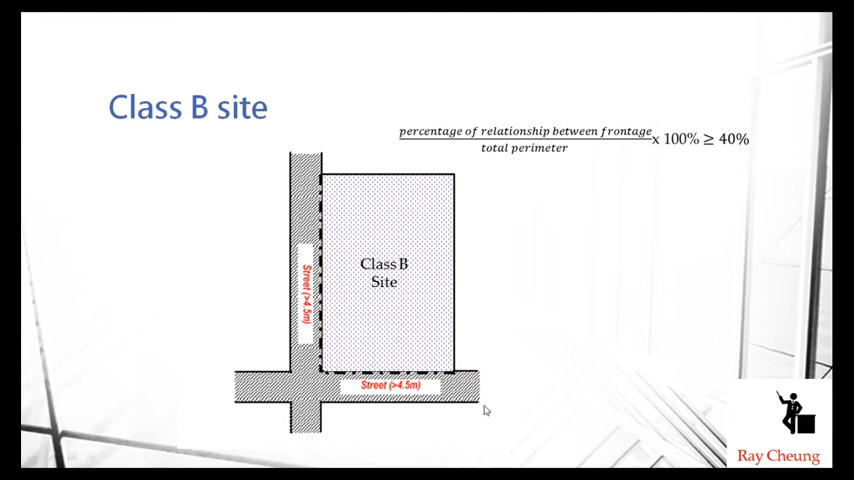 Class B site
percentage of relationship between frontage
total perimeter
x 100% ≥ 40%
Class B
Site
Street (>4.5m)
Street (>4.5m)
Ray Cheung